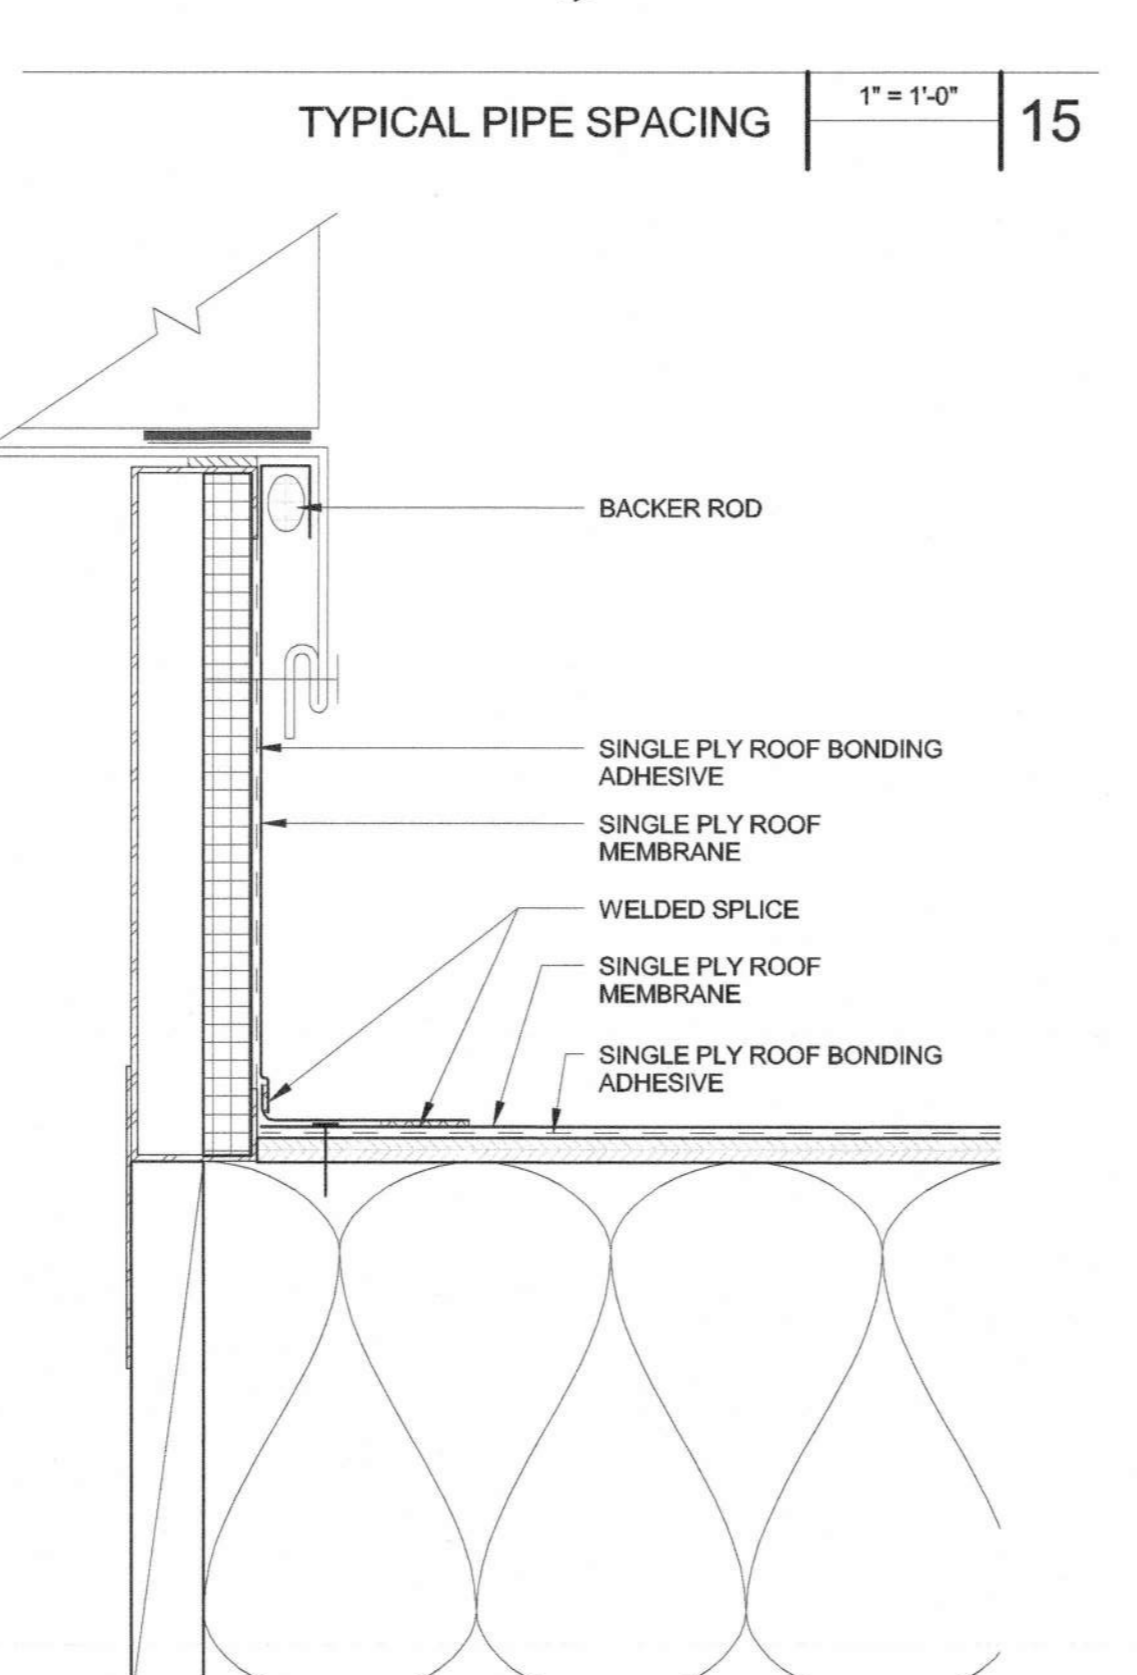 TYPICAL PIPE SPACING
1" = 1'-0"
15
BACKER ROD
SINGLE PLY ROOF BONDING
ADHESIVE
SINGLE PLY ROOF
MEMBRANE
WELDED SPLICE
SINGLE PLY ROOF
MEMBRANE
SINGLE PLY ROOF BONDING
ADHESIVE